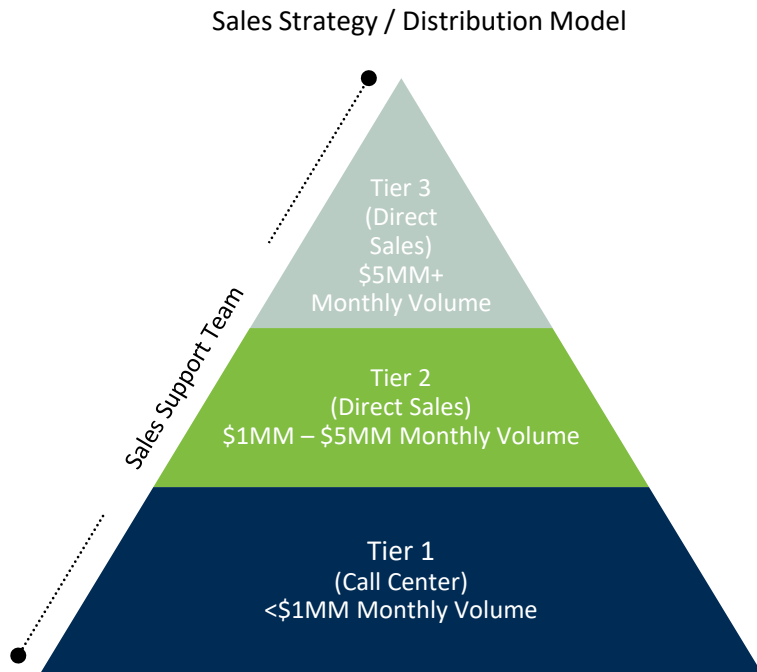 Sales Strategy / Distribution Model
Tier 3
(Direct
Sales)
$5MM+
Monthly Volume
Sales Support Team
Tier 2
(Direct Sales)
$1MM – $5MM Monthly Volume
Tier 1
(Call Center)
<$1MM Monthly Volume